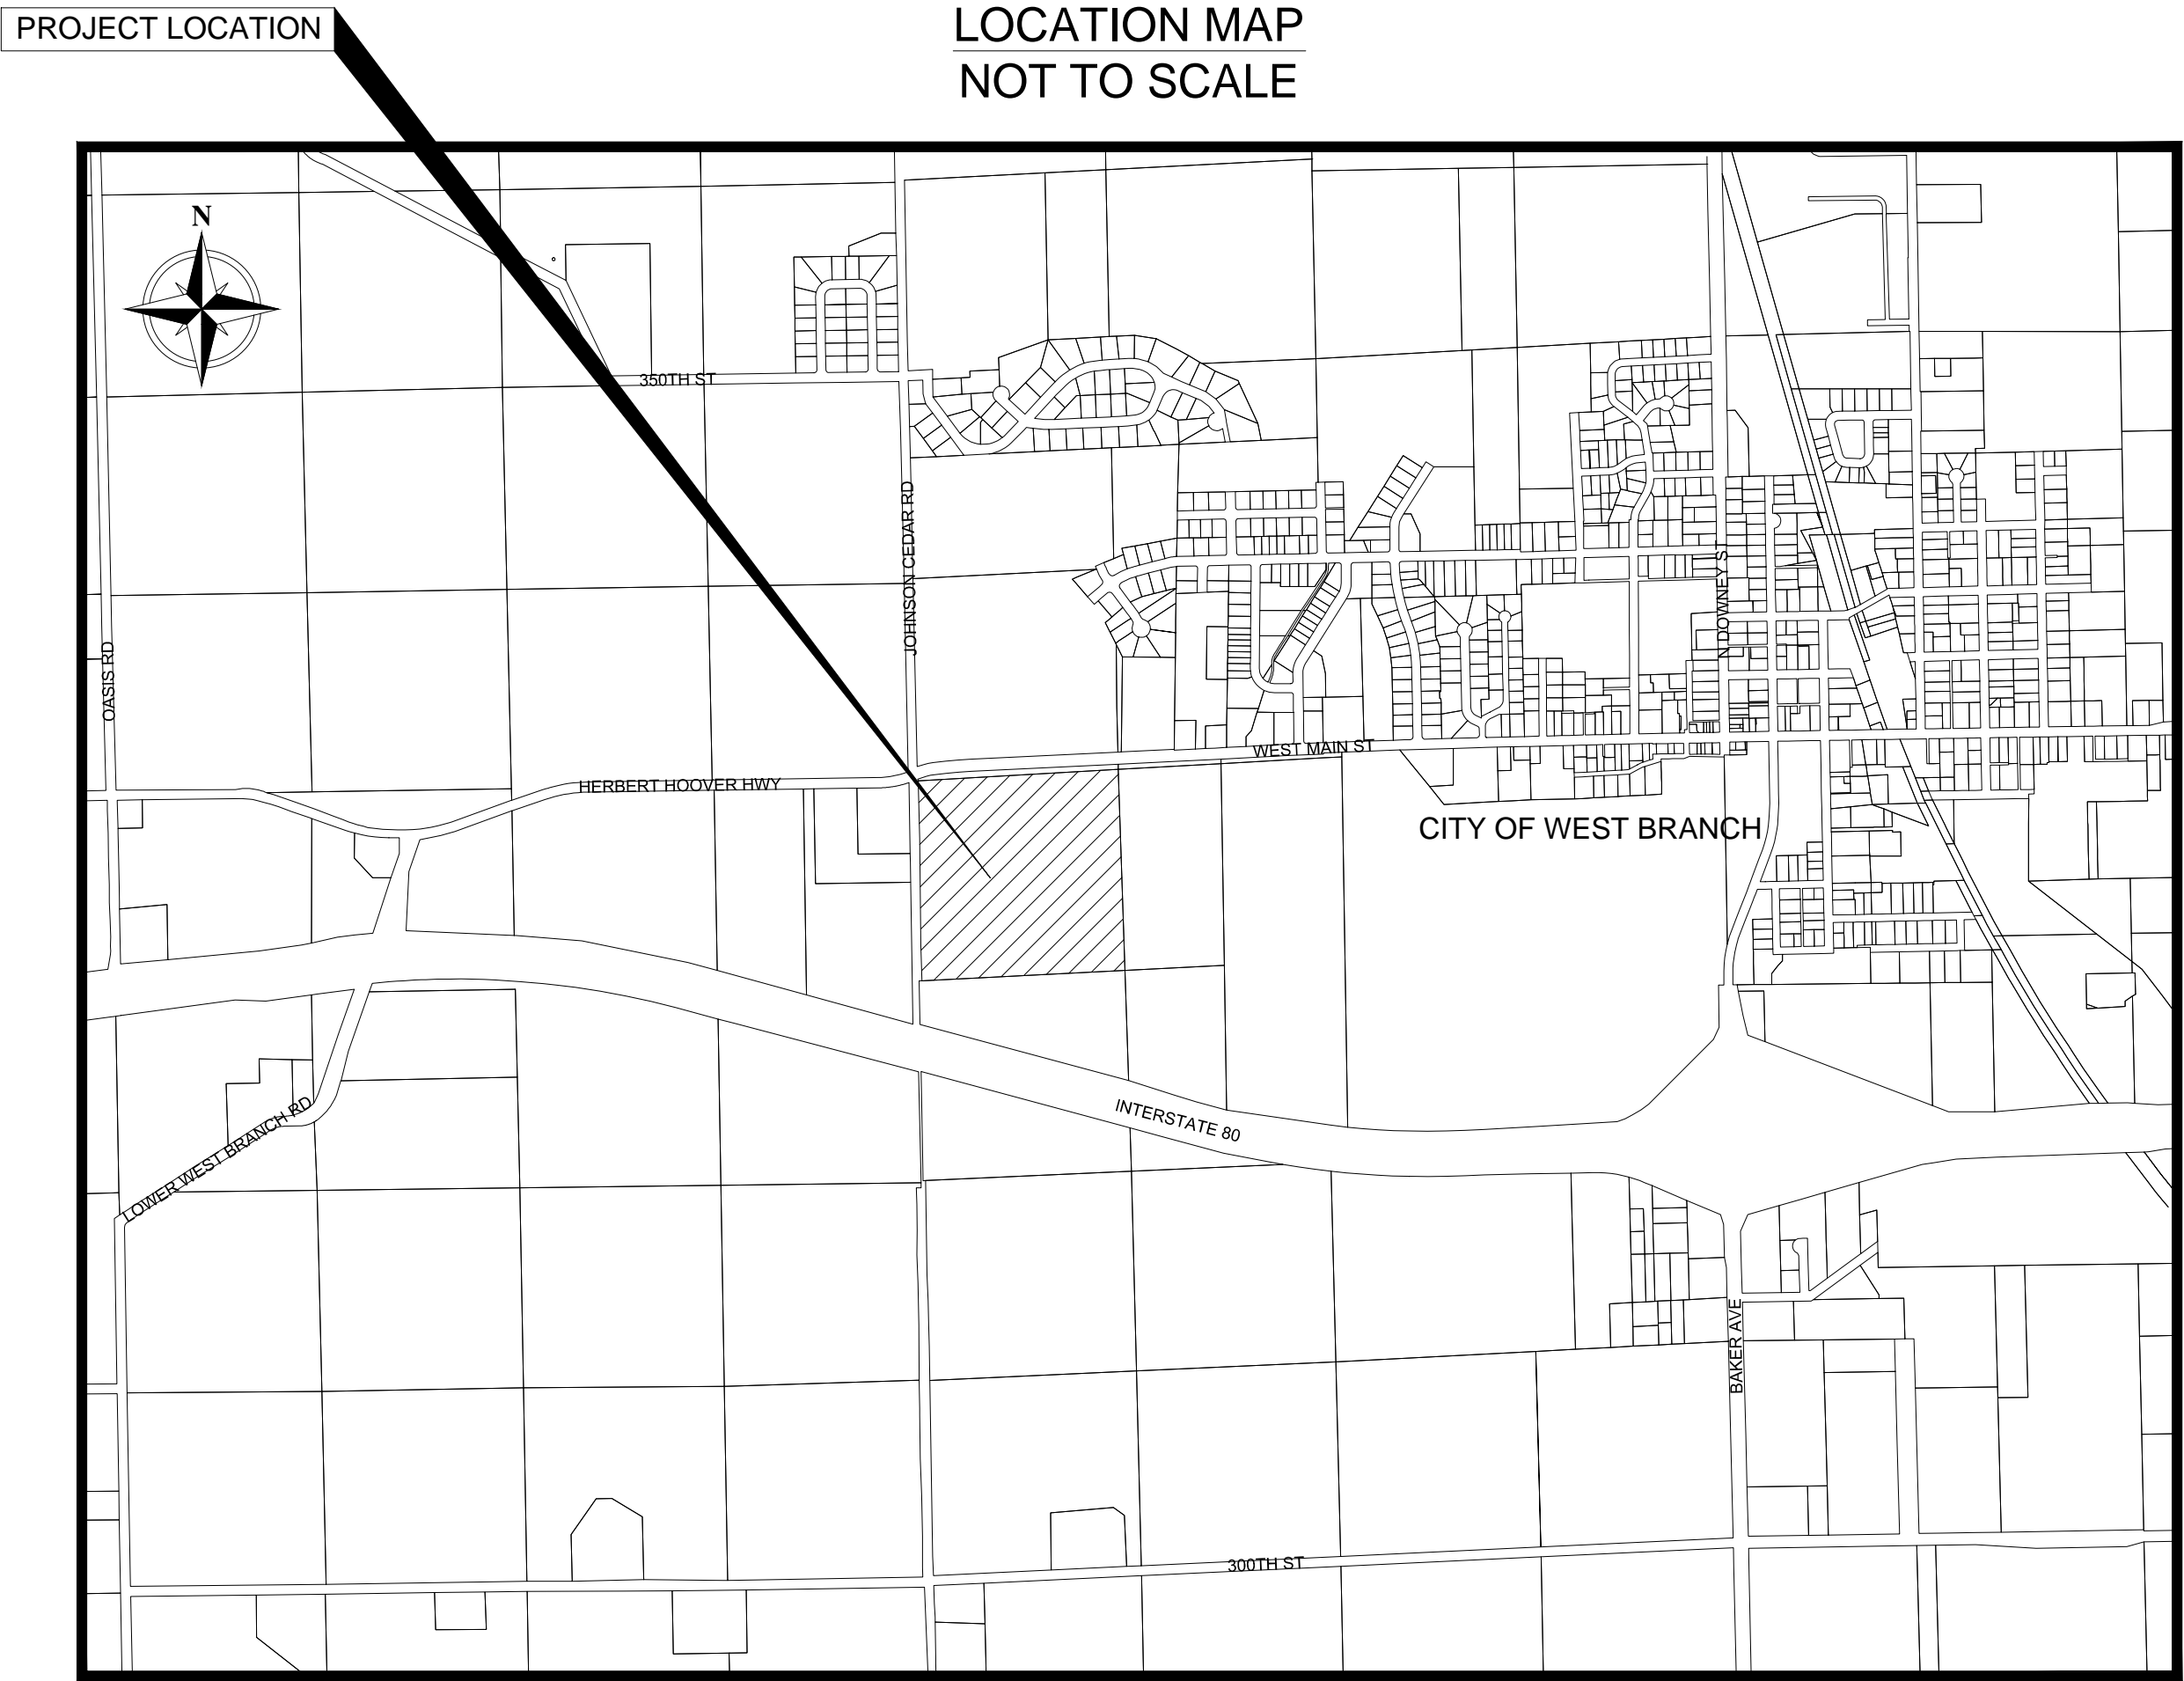 PROJECT LOCATION
LOCATION MAP
NOT TO SCALE
N
350TH ST
JOHNSON CEDAR RD
N DOWNEY ST
OASIS RD
WEST MAIN ST
HERBERT HOOVER HWY
CITY OF WEST BRANCH
INTERSTATE 80
LOWER WEST BRANCH RD
BAKER AVE
300TH ST